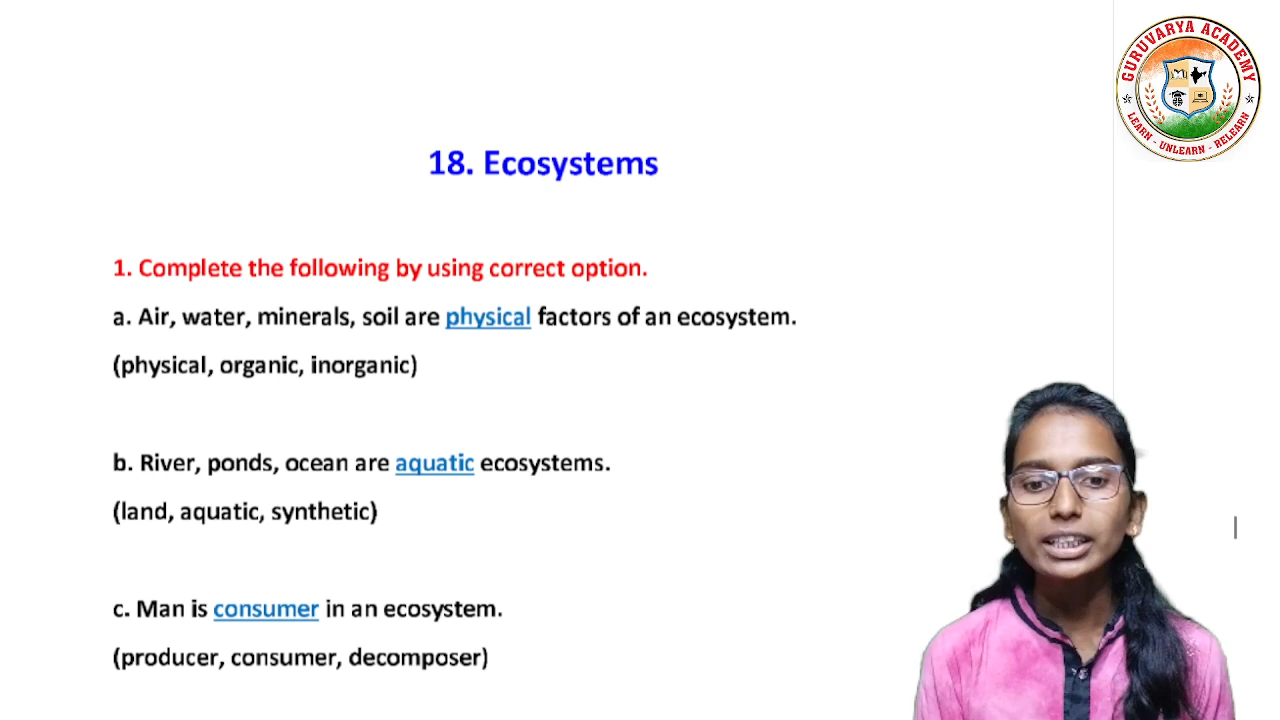 GURUVARYA ACADEMY
LEARN - UNLEARN - RELEARN
18. Ecosystems
1. Complete the following by using correct option.
a. Air, water, minerals, soil are physical factors of an ecosystem.
(physical, organic, inorganic)
b. River, ponds, ocean are aquatic ecosystems.
(land, aquatic, synthetic)
c. Man is consumer in an ecosystem.
(producer, consumer, decomposer)